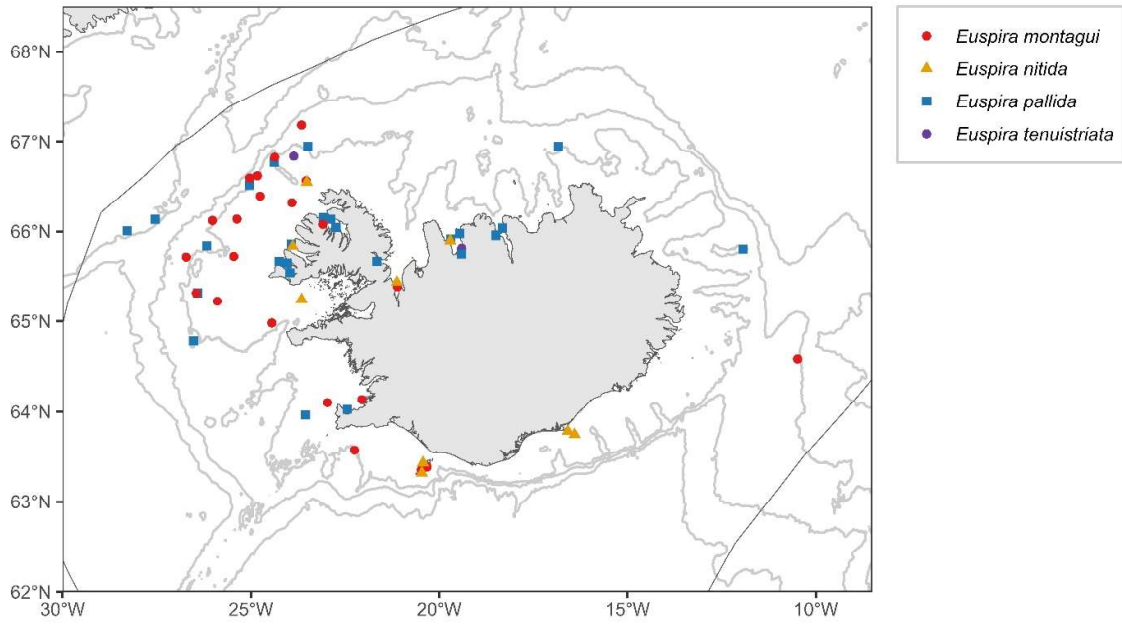 68°N
67°N
66°N
65°N
64°N
63°N
62°N
30°W
25°W
20°W
15°W
10°W
Euspira montagui
Euspira nitida
Euspira pallida
Euspira tenuistriata